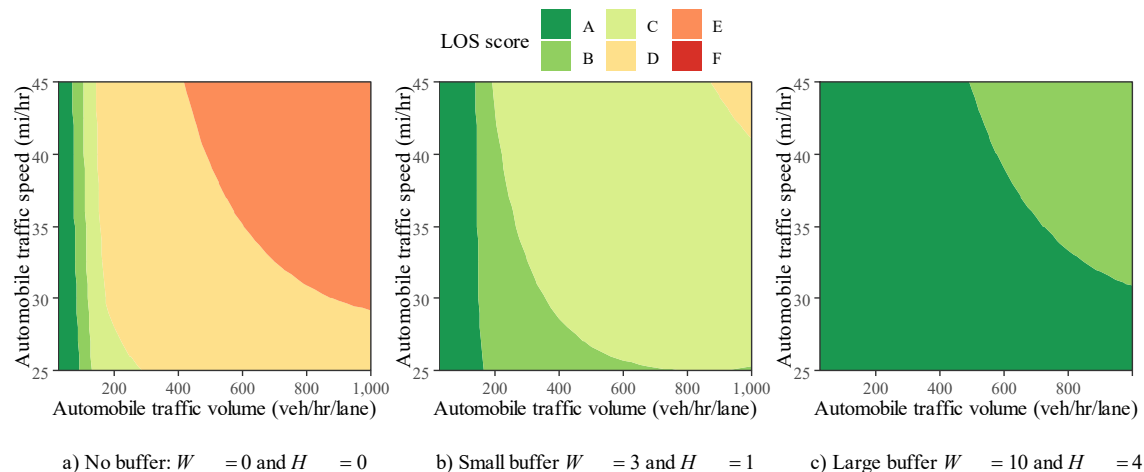 LOS score
A C E
B D F
Automobile traffic speed (mi/hr)
45
40
35
30
25
200 400 600 800 1,000
Automobile traffic volume (veh/hr/lane)
a) No buffer: W = 0 and H = 0
Automobile traffic speed (mi/hr)
45
40
35
30
25
200 400 600 800 1,000
Automobile traffic volume (veh/hr/lane)
b) Small buffer W = 3 and H = 1
Automobile traffic speed (mi/hr)
45
40
35
30
25
200 400 600 800
Automobile traffic volume (veh/hr/lane)
c) Large buffer W = 10 and H = 4